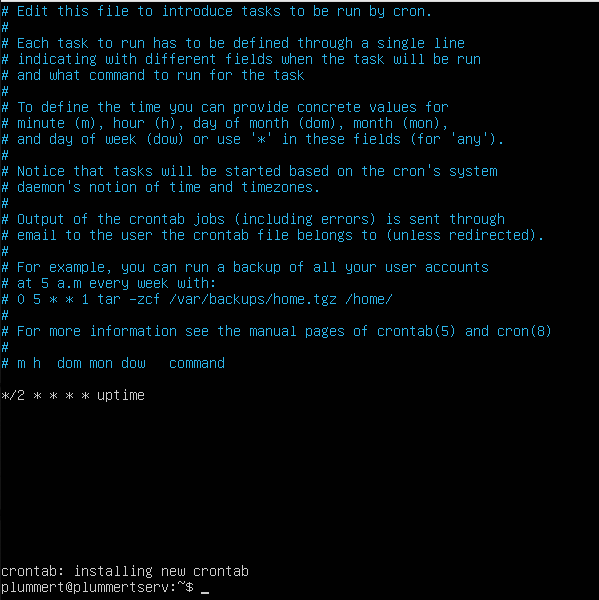 # Edit this file to introduce tasks to be run by cron.
#
# Each task to run has to be defined through a single line
# indicating with different fields when the task will be run
# and what command to run for the task
#
# To define the time you can provide concrete values for
# minute (m), hour (h), day of month (dom), month (mon),
# and day of week (dow) or use '*' in these fields (for 'any').
#
# Notice that tasks will be started based on the cron's system
# daemon's notion of time and timezones.
#
# Output of the crontab jobs (including errors) is sent through
# email to the user the crontab file belongs to (unless redirected).
#
# For example, you can run a backup of all your user accounts
# at 5 a.m every week with:
# 0 5 * * 1 tar -zcf /var/backups/home.tgz /home/
#
# For more information see the manual pages of crontab(5) and cron(8)
#
# m h  dom mon dow   command
*/2 * * * * uptime
crontab: installing new crontab
plummert@plummertserv:~$ _